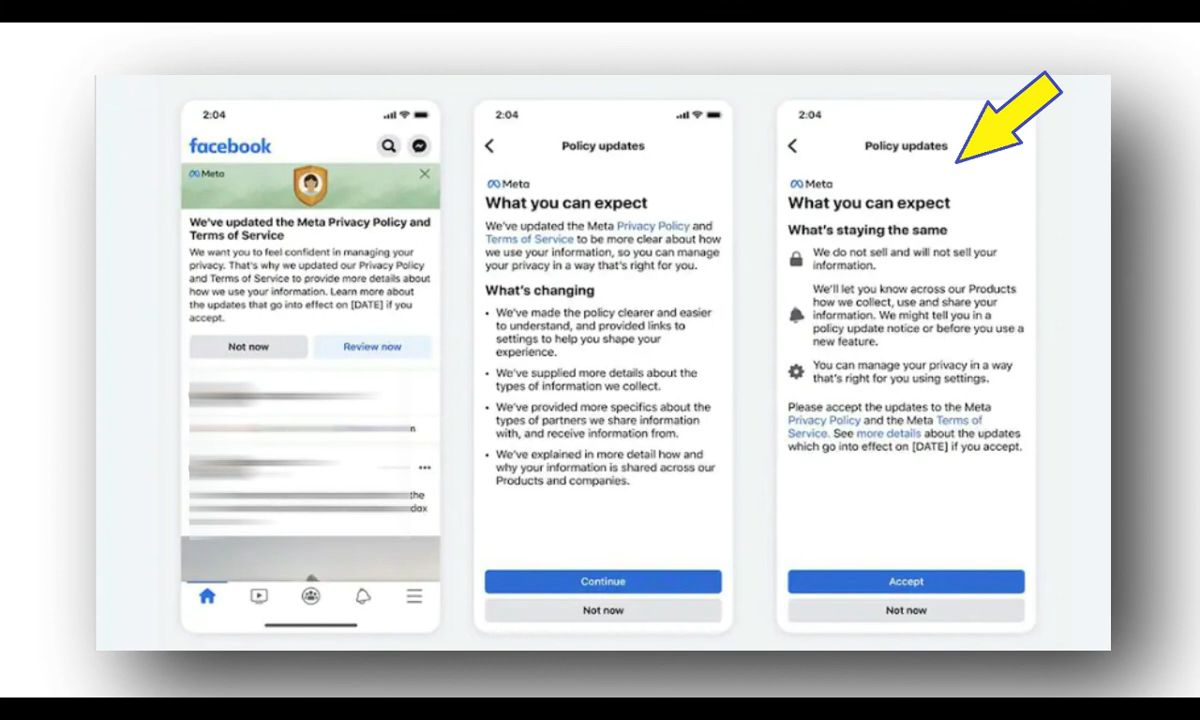 2:04
facebook
Meta
We've updated the Meta Privacy Policy and
Terms of Service
We want you to feel confident in managing your
privacy. That's why we updated our Privacy Policy
and Terms of Service to provide more details about
how we use your information. Learn more about
the updates that go into effect on [DATE] if you
accept.
Not now
Review now
n
the
dox
2:04
Policy updates
Meta
What you can expect
We've updated the Meta Privacy Policy and
Terms of Service to be more clear about how
we use your information, so you can manage
your privacy in a way that's right for you.
What's changing
• We've made the policy clearer and easier
to understand, and provided links to
settings to help you shape your
experience.
• We've supplied more details about the
types of information we collect.
• We've provided more specifics about the
types of partners we share information
with, and receive information from.
• We've explained in more detail how and
why your information is shared across our
Products and companies.
Continue
Not now
2:04
Policy updates
Meta
What you can expect
What's staying the same
We do not sell and will not sell your
information.
We'll let you know across our Products
how we collect, use and share your
information. We might tell you in a
policy update notice or before you use a
new feature.
You can manage your privacy in a way
that's right for you using settings.
Please accept the updates to the Meta
Privacy Policy and the Meta Terms of
Service. See more details about the updates
which go into effect on [DATE] if you accept.
Accept
Not now